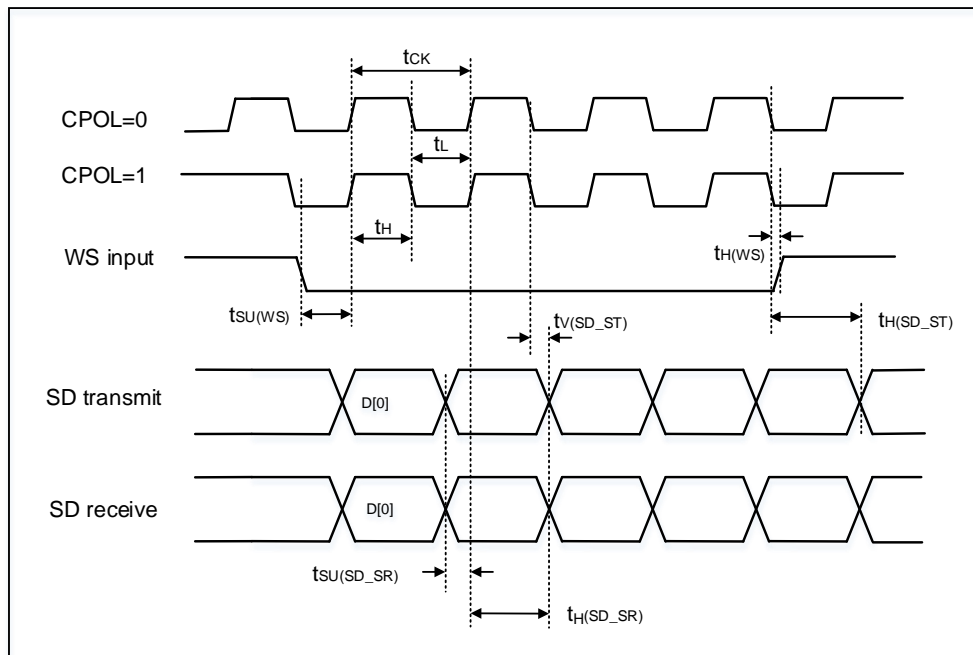 tCK
CPOL=0
tL
CPOL=1
tH
tH(WS)
WS input
tSU(WS)
tV(SD_ST)
tH(SD_ST)
SD transmit
D[0]
SD receive
D[0]
tSU(SD_SR)
tH(SD_SR)